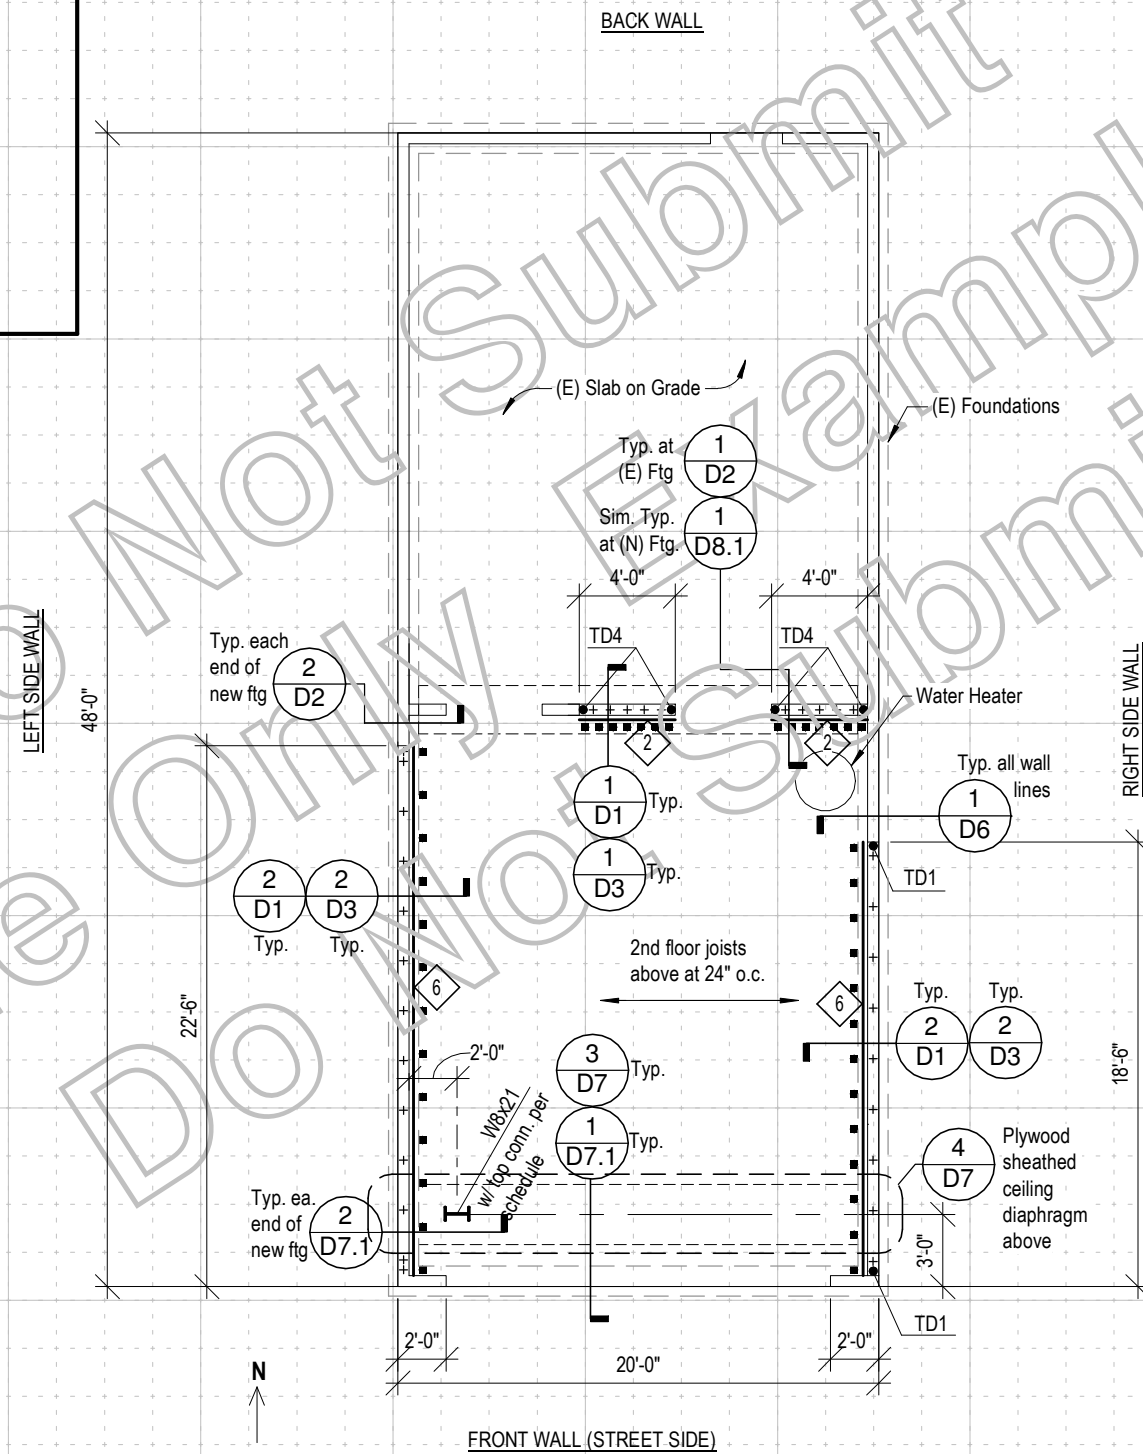 BACK WALL
Do Not Submit
Example
Use Only
Do Not Submit
(E) Slab on Grade
(E) Foundations
Typ. at
(E) Ftg
1
D2
Sim. Typ.
at (N) Ftg.
1
D8.1
4'-0"
4'-0"
TD4
TD4
Typ. each
end of
new ftg
2
D2
LEFT SIDE WALL
48'-0"
RIGHT SIDE WALL
Water Heater
2
2
Typ. all wall
lines
1
D6
1
D1
Typ.
1
D3
Typ.
TD1
2
D1
Typ.
2
D3
Typ.
2nd floor joists
above at 24" o.c.
6
6
Typ.
2
D1
Typ.
2
D3
22'-6"
18'-6"
2'-0"
3
D7
Typ.
1
D7.1
Typ.
W8x21
w/ top conn. per
schedule
4
D7
Plywood
sheathed
ceiling
diaphragm
above
Typ. ea.
end of
new ftg
2
D7.1
3'-0"
TD1
2'-0"
2'-0"
20'-0"
N
FRONT WALL (STREET SIDE)